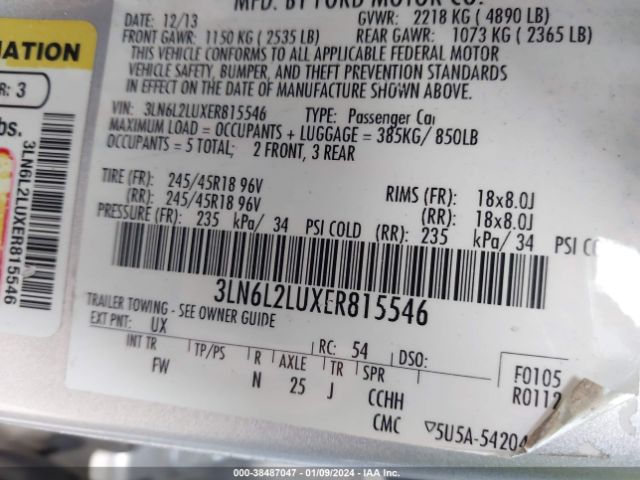 MFD. BY FORD MOTOR CO.
DATE: 12/13 GVWR: 2218 KG ( 4890 LB)
FRONT GAWR: 1150 KG ( 2535 LB) REAR GAWR: 1073 KG ( 2365 LB)
THIS VEHICLE CONFORMS TO ALL APPLICABLE FEDERAL MOTOR
VEHICLE SAFETY, BUMPER, AND THEFT PREVENTION STANDARDS
IN EFFECT ON THE DATE OF MANUFACTURE SHOWN ABOVE.
VIN: 3LN6L2LUXER815546 TYPE: Passenger Car
MAXIMUM LOAD = OCCUPANTS + LUGGAGE = 385KG/ 850LB
OCCUPANTS = 5 TOTAL; 2 FRONT, 3 REAR
TIRE (FR): 245/45R18 96V RIMS (FR): 18x8.0J
(RR): 245/45R18 96V (RR): 18x8.0J
PRESSURE (FR): 235 kPa/ 34 PSI COLD (RR): 235 kPa/ 34 PSI CO
3LN6L2LUXER815546
TRAILER TOWING - SEE OWNER GUIDE
EXT PNT: UX RC: 54 DSO:
INT TR TP/PS R AXLE TR SPR F0105
FW N 25 J CCHH R0112
CMC ▽5U5A-54204
MATION
R: 3
bs.
3LN6L2LUXER815546
000-38487047 - 01/09/2024 - IAA, Inc.